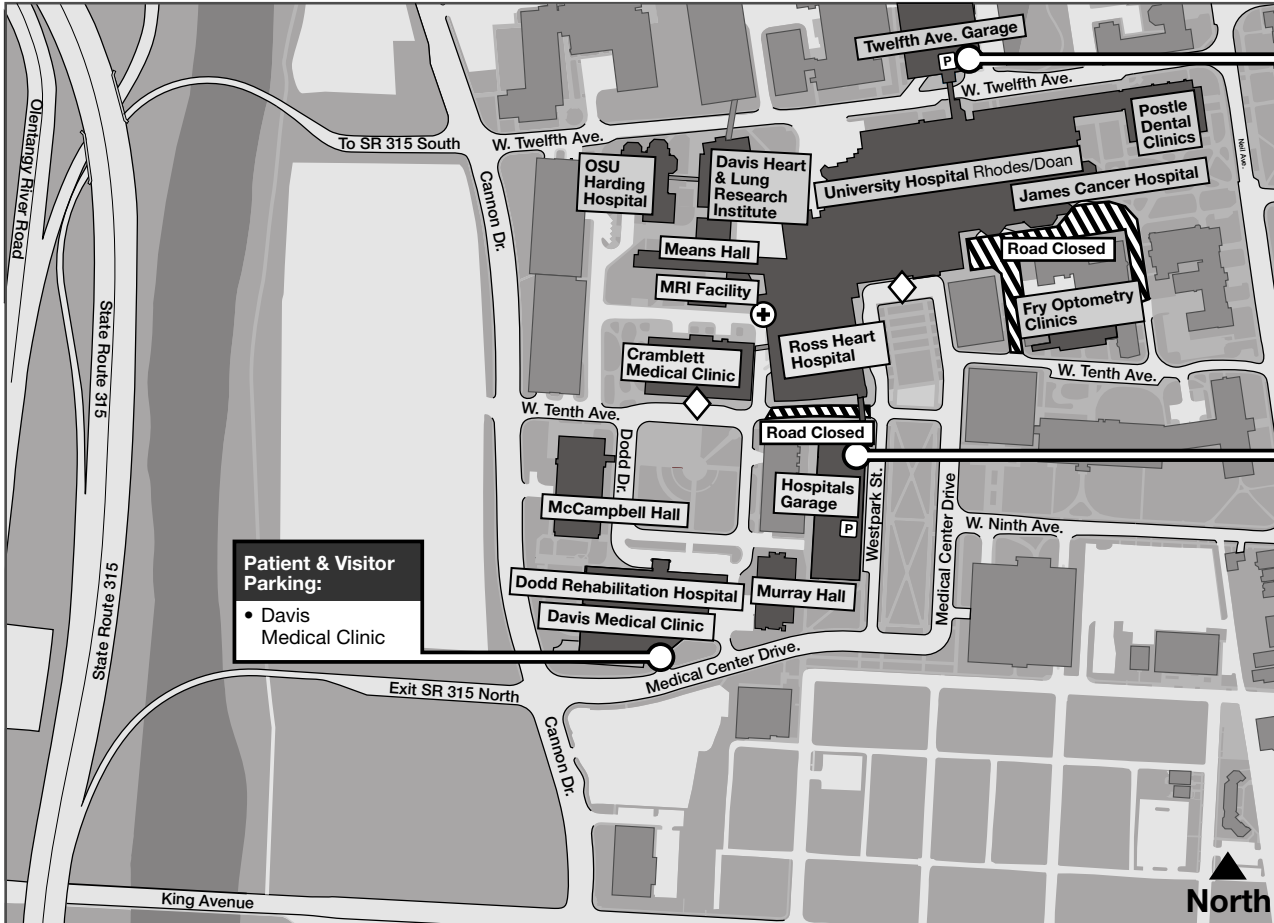 Twelfth Ave. Garage
P
W. Twelfth Ave.
Postle
Dental
Clinics
Neil Ave.
Olentangy River Road
To SR 315 South
W. Twelfth Ave.
OSU
Harding
Hospital
Davis Heart
& Lung
Research
Institute
University Hospital Rhodes/Doan
James Cancer Hospital
Cannon Dr.
Means Hall
Road Closed
MRI Facility
Fry Optometry
Clinics
State Route 315
Cramblett
Medical Clinic
Ross Heart
Hospital
W. Tenth Ave.
W. Tenth Ave.
Road Closed
Dodd Dr.
Hospitals
Garage
P
McCampbell Hall
Westpark St.
Medical Center Drive
W. Ninth Ave.
Patient & Visitor
Parking:
• Davis
Medical Clinic
Dodd Rehabilitation Hospital
Murray Hall
Davis Medical Clinic
State Route 315
Medical Center Drive.
Exit SR 315 North
Cannon Dr.
King Avenue
North